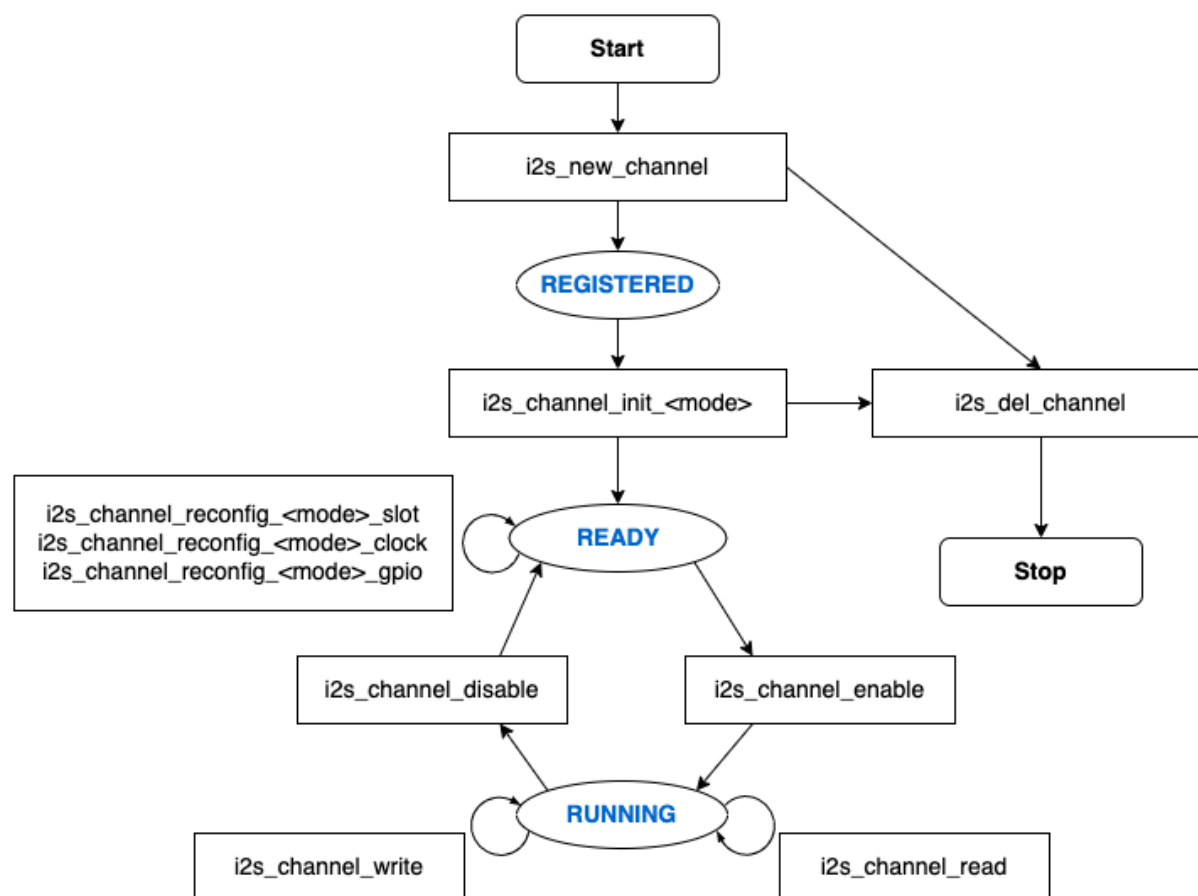 Start
i2s_new_channel
REGISTERED
i2s_channel_init_<mode>
i2s_del_channel
i2s_channel_reconfig_<mode>_slot
i2s_channel_reconfig_<mode>_clock
i2s_channel_reconfig_<mode>_gpio
READY
Stop
i2s_channel_disable
i2s_channel_enable
RUNNING
i2s_channel_write
i2s_channel_read